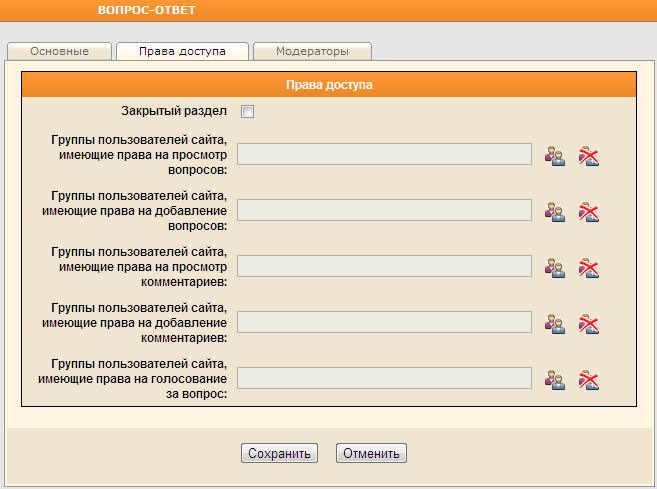 ВОПРОС-ОТВЕТ
Основные
Права доступа
Модераторы
Права доступа
Закрытый раздел
Группы пользователей сайта,
имеющие права на просмотр
вопросов:
Группы пользователей сайта,
имеющие права на добавление
вопросов:
Группы пользователей сайта,
имеющие права на просмотр
комментариев:
Группы пользователей сайта,
имеющие права на добавление
комментариев:
Группы пользователей сайта,
имеющие права на голосование
за вопрос:
Сохранить
Отменить